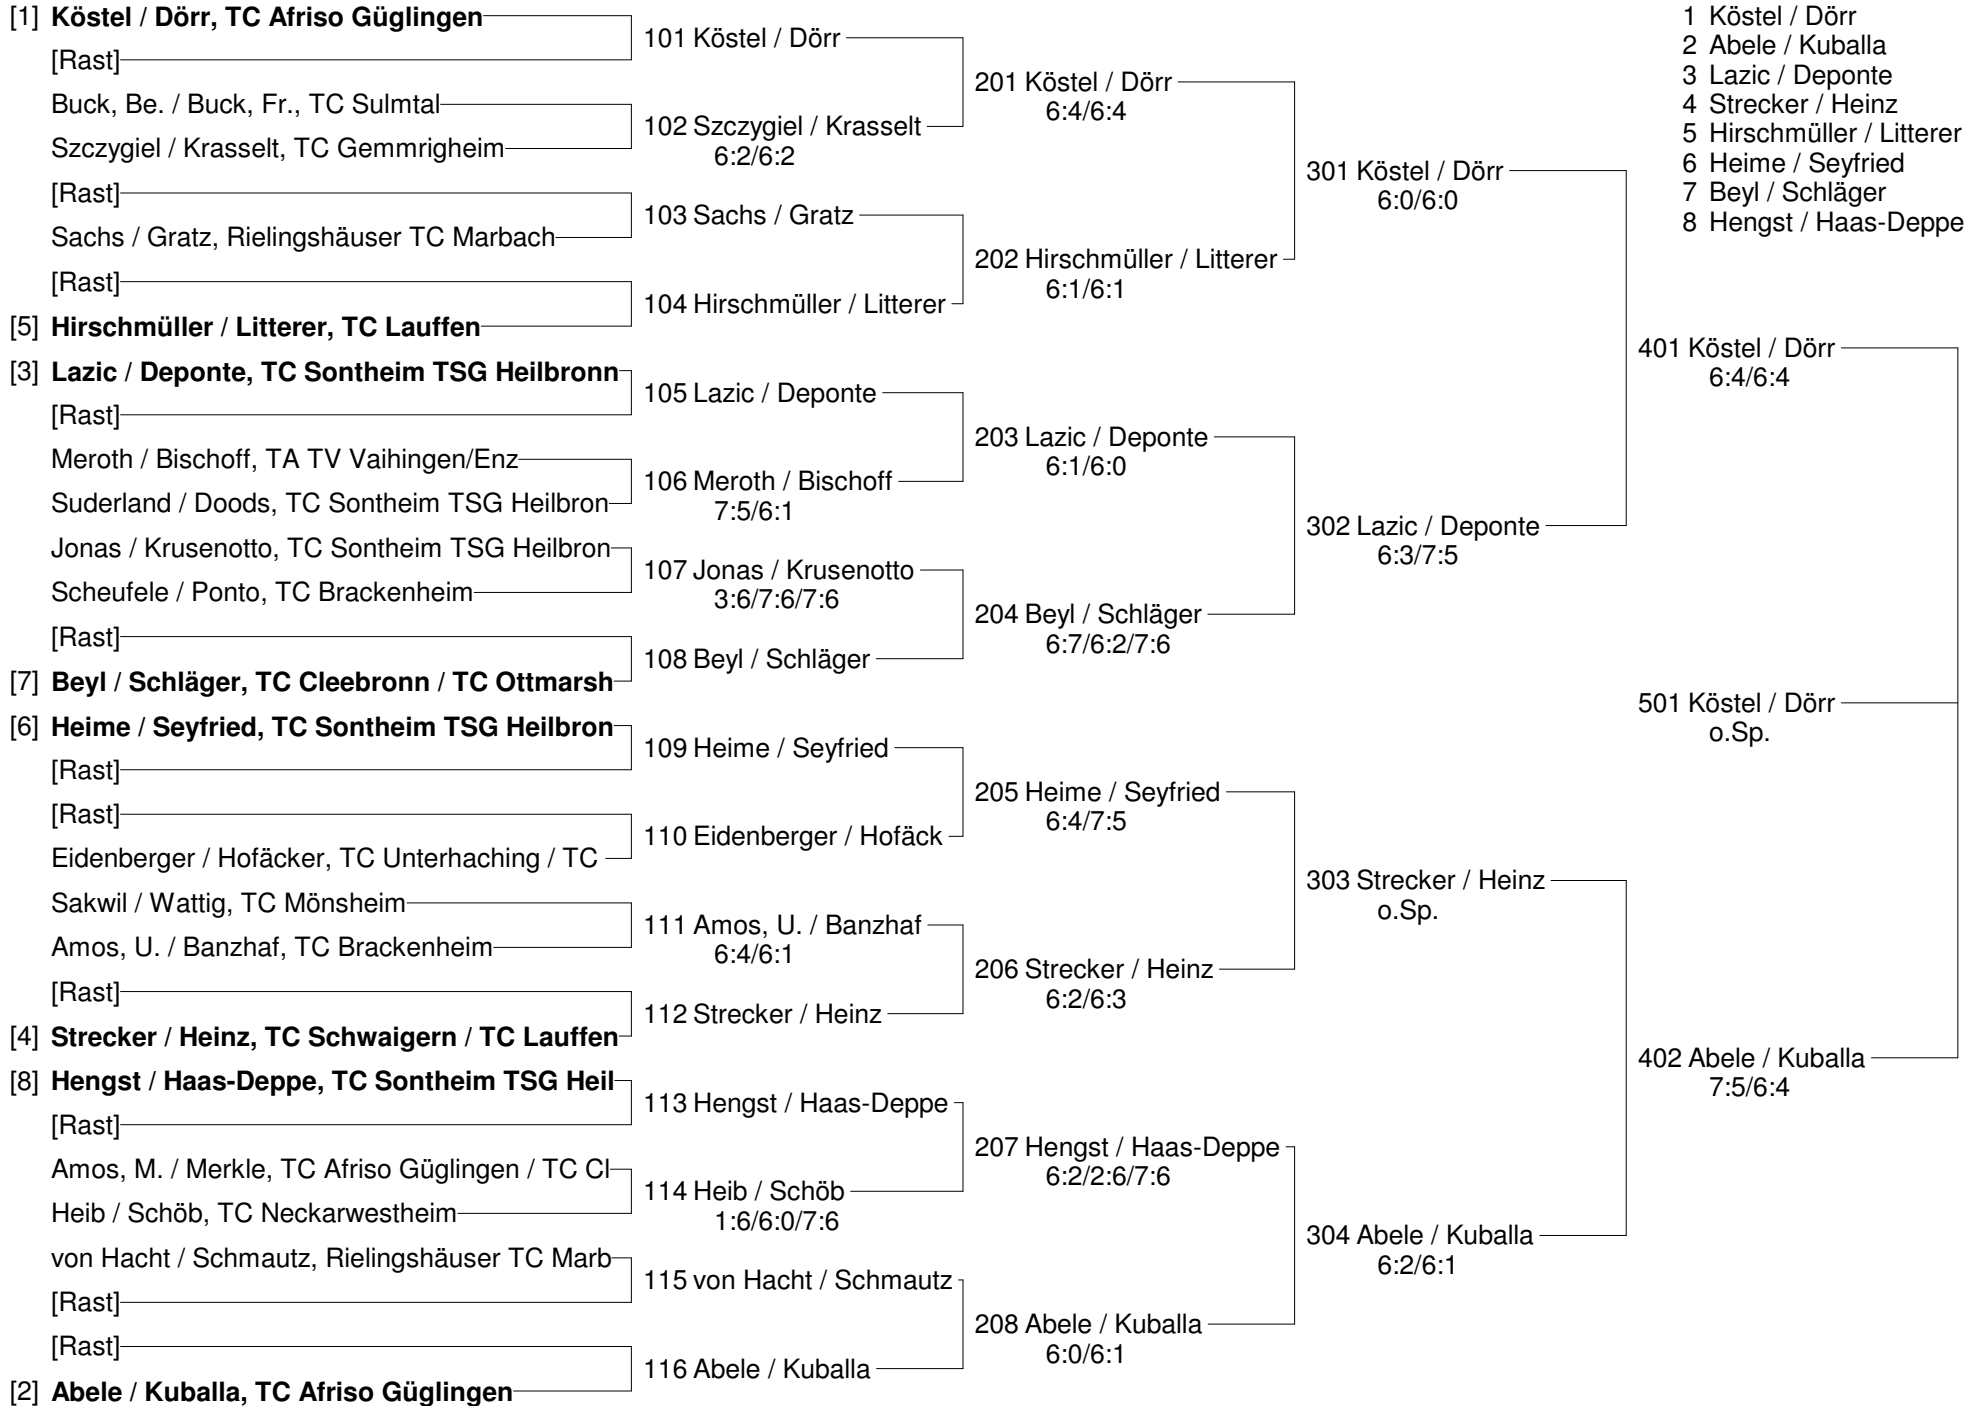 [1] Köstel / Dörr, TC Afriso Güglingen
[Rast]
Buck, Be. / Buck, Fr., TC Sulmtal
Szczygiel / Krasselt, TC Gemmrigheim
[Rast]
Sachs / Gratz, Rielingshäuser TC Marbach
[Rast]
[5] Hirschmüller / Litterer, TC Lauffen
[3] Lazic / Deponte, TC Sontheim TSG Heilbronn
[Rast]
Meroth / Bischoff, TA TV Vaihingen/Enz
Suderland / Doods, TC Sontheim TSG Heilbron
Jonas / Krusenotto, TC Sontheim TSG Heilbron
Scheufele / Ponto, TC Brackenheim
[Rast]
[7] Beyl / Schläger, TC Cleebronn / TC Ottmarsh
[6] Heime / Seyfried, TC Sontheim TSG Heilbron
[Rast]
[Rast]
Eidenberger / Hofäcker, TC Unterhaching / TC
Sakwil / Wattig, TC Mönsheim
Amos, U. / Banzhaf, TC Brackenheim
[Rast]
[4] Strecker / Heinz, TC Schwaigern / TC Lauffen
[8] Hengst / Haas-Deppe, TC Sontheim TSG Heil
[Rast]
Amos, M. / Merkle, TC Afriso Güglingen / TC Cl
Heib / Schöb, TC Neckarwestheim
von Hacht / Schmautz, Rielingshäuser TC Marb
[Rast]
[Rast]
[2] Abele / Kuballa, TC Afriso Güglingen
101 Köstel / Dörr
102 Szczygiel / Krasselt
6:2/6:2
103 Sachs / Gratz
104 Hirschmüller / Litterer
105 Lazic / Deponte
106 Meroth / Bischoff
7:5/6:1
107 Jonas / Krusenotto
3:6/7:6/7:6
108 Beyl / Schläger
109 Heime / Seyfried
110 Eidenberger / Hofäck
111 Amos, U. / Banzhaf
6:4/6:1
112 Strecker / Heinz
113 Hengst / Haas-Deppe
114 Heib / Schöb
1:6/6:0/7:6
115 von Hacht / Schmautz
116 Abele / Kuballa
201 Köstel / Dörr
6:4/6:4
202 Hirschmüller / Litterer
6:1/6:1
203 Lazic / Deponte
6:1/6:0
204 Beyl / Schläger
6:7/6:2/7:6
205 Heime / Seyfried
6:4/7:5
206 Strecker / Heinz
6:2/6:3
207 Hengst / Haas-Deppe
6:2/2:6/7:6
208 Abele / Kuballa
6:0/6:1
301 Köstel / Dörr
6:0/6:0
302 Lazic / Deponte
6:3/7:5
303 Strecker / Heinz
o.Sp.
304 Abele / Kuballa
6:2/6:1
401 Köstel / Dörr
6:4/6:4
501 Köstel / Dörr
o.Sp.
402 Abele / Kuballa
7:5/6:4
1 Köstel / Dörr
2 Abele / Kuballa
3 Lazic / Deponte
4 Strecker / Heinz
5 Hirschmüller / Litterer
6 Heime / Seyfried
7 Beyl / Schläger
8 Hengst / Haas-Deppe